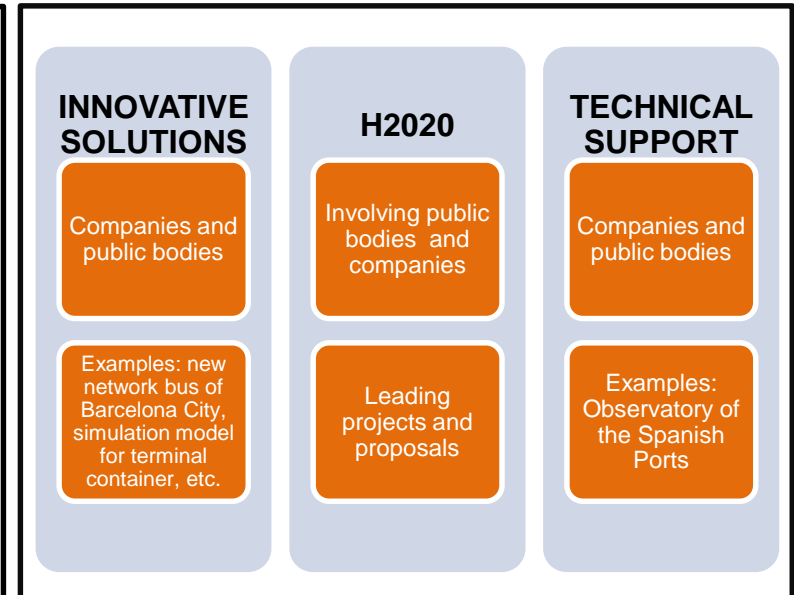 INNOVATIVE
SOLUTIONS
Companies and
public bodies
Examples: new
network bus of
Barcelona City,
simulation model
for terminal
container, etc.
H2020
Involving public
bodies and
companies
Leading
projects and
proposals
TECHNICAL
SUPPORT
Companies and
public bodies
Examples:
Observatory of
the Spanish
Ports